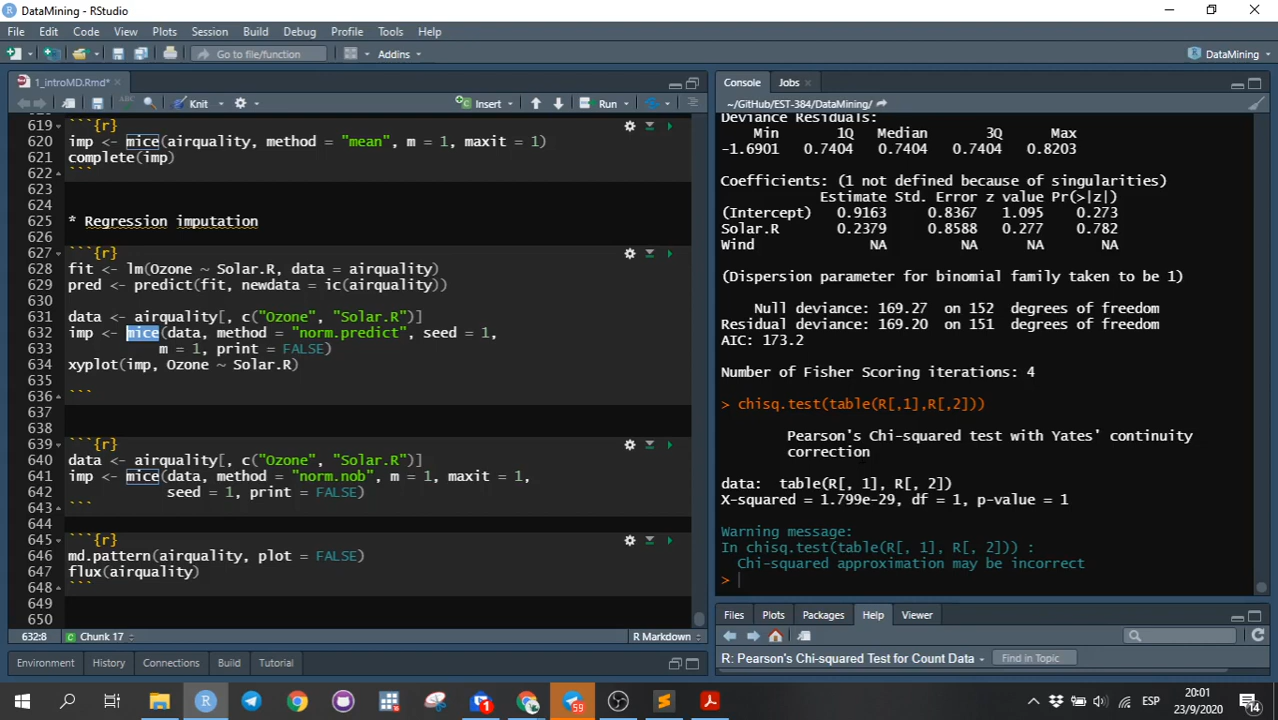 DataMining - RStudio
File Edit Code View Plots Session Build Debug Profile Tools Help
Go to file/function Addins DataMining
1_introMD.Rmd*
Knit Insert Run
619 ```{r}
620 imp <- mice(airquality, method = "mean", m = 1, maxit = 1)
621 complete(imp)
622 ```
623
624
625 * Regression imputation
626
627 ```{r}
628 fit <- lm(Ozone ~ Solar.R, data = airquality)
629 pred <- predict(fit, newdata = ic(airquality))
630
631 data <- airquality[, c("Ozone", "Solar.R")]
632 imp <- mice(data, method = "norm.predict", seed = 1,
633 m = 1, print = FALSE)
634 xyplot(imp, Ozone ~ Solar.R)
635
636 ```
637
638
639 ```{r}
640 data <- airquality[, c("Ozone", "Solar.R")]
641 imp <- mice(data, method = "norm.nob", m = 1, maxit = 1,
642 seed = 1, print = FALSE)
643 ```
644
645 ```{r}
646 md.pattern(airquality, plot = FALSE)
647 flux(airquality)
648 ```
649
650
632:8 Chunk 17 R Markdown
Environment History Connections Build Tutorial
Console Jobs
~/GitHub/EST-384/DataMining/
Deviance Residuals:
Min 1Q Median 3Q Max
-1.6901 0.7404 0.7404 0.7404 0.8203
Coefficients: (1 not defined because of singularities)
Estimate Std. Error z value Pr(>|z|)
(Intercept) 0.9163 0.8367 1.095 0.273
Solar.R 0.2379 0.8588 0.277 0.782
Wind NA NA NA NA
(Dispersion parameter for binomial family taken to be 1)
Null deviance: 169.27 on 152 degrees of freedom
Residual deviance: 169.20 on 151 degrees of freedom
AIC: 173.2
Number of Fisher Scoring iterations: 4
> chisq.test(table(R[,1],R[,2]))
Pearson's Chi-squared test with Yates' continuity
correction
data: table(R[, 1], R[, 2])
X-squared = 1.799e-29, df = 1, p-value = 1
Warning message:
In chisq.test(table(R[, 1], R[, 2])) :
Chi-squared approximation may be incorrect
>
Files Plots Packages Help Viewer
R: Pearson's Chi-squared Test for Count Data Find in Topic
59
ESP
20:01
23/9/2020
14